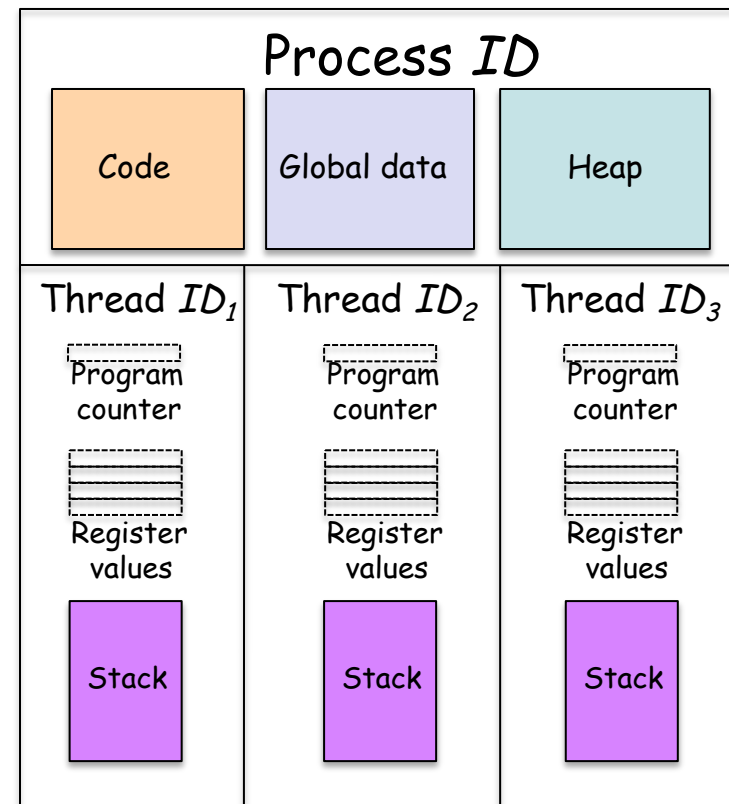 Process ID
Code
Global data
Heap
Thread ID₁
Thread ID₂
Thread ID₃
Program
counter
Program
counter
Program
counter
Register
values
Register
values
Register
values
Stack
Stack
Stack